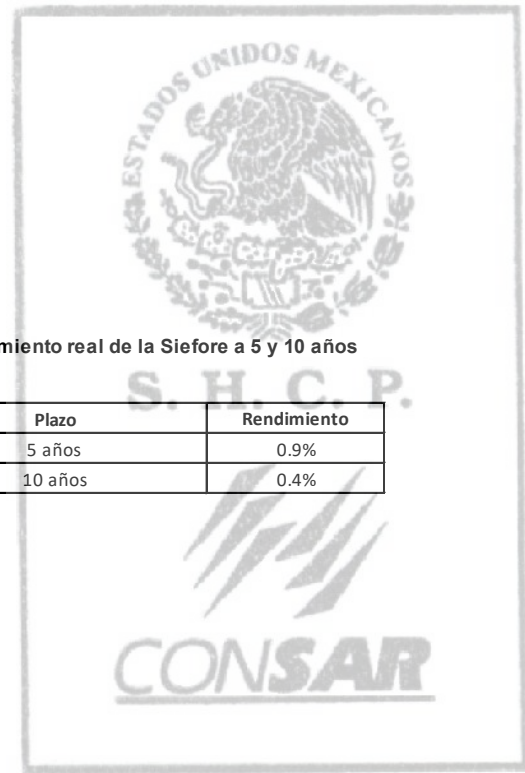 ESTADOS UNIDOS MEXICANOS
miento real de la Siefore a 5 y 10 años
S. H. C. P.
Plazo Rendimiento
5 años 0.9%
10 años 0.4%
CONSAR